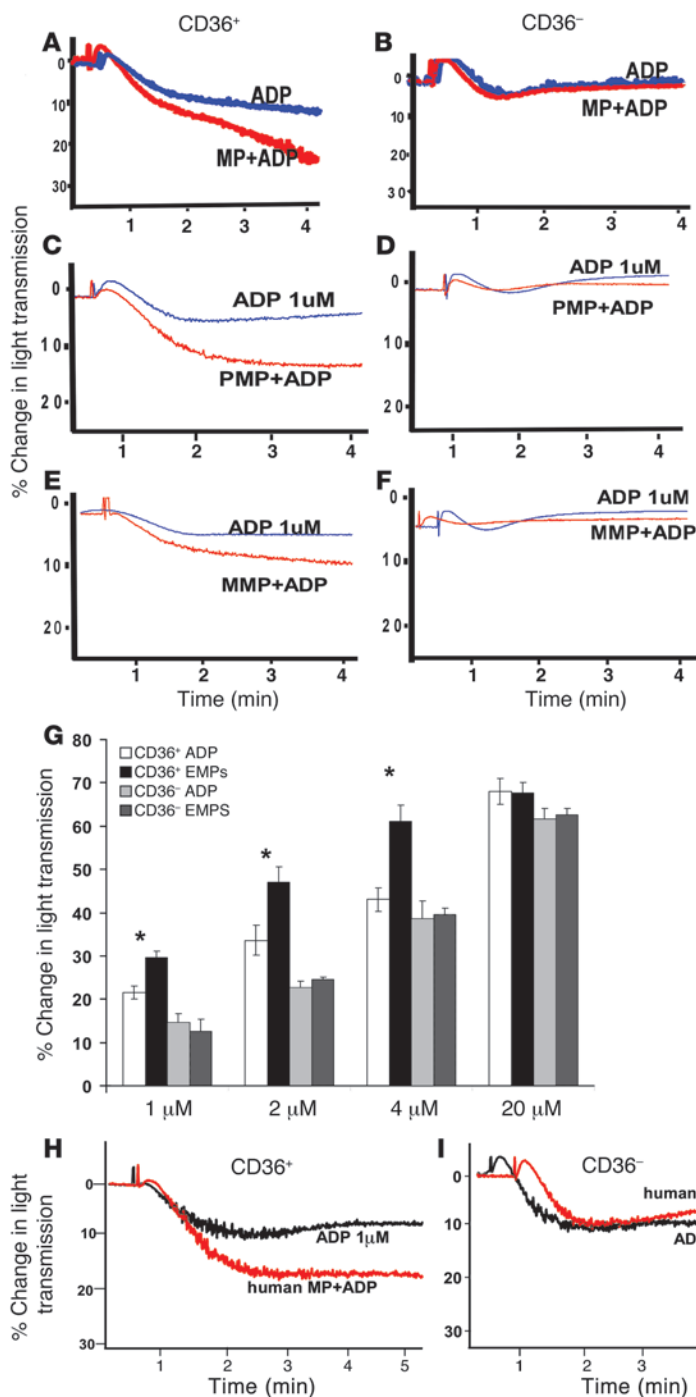 CD36⁺
CD36⁻
% Change in light transmission
A
0
10
20
30
ADP
MP+ADP
1 2 3 4
B
0
10
20
30
ADP
MP+ADP
1 2 3 4
C
0
10
20
ADP 1uM
PMP+ADP
1 2 3 4
D
0
10
20
ADP 1uM
PMP+ADP
1 2 3 4
E
0
10
20
ADP 1uM
MMP+ADP
1 2 3 4
Time (min)
F
0
10
20
ADP 1uM
MMP+ADP
1 2 3 4
Time (min)
G
% Change in light transmission
80
70
60
50
40
30
20
10
0
CD36⁺ ADP
CD36⁺ EMPs
CD36⁻ ADP
CD36⁻ EMPS
*
*
*
1 μM 2 μM 4 μM 20 μM
H
CD36⁺
% Change in light
transmission
0
10
20
30
ADP 1μM
human MP+ADP
1 2 3 4 5
Time (min)
I
CD36⁻
0
10
20
30
human
AD
1 2 3
Time (min)